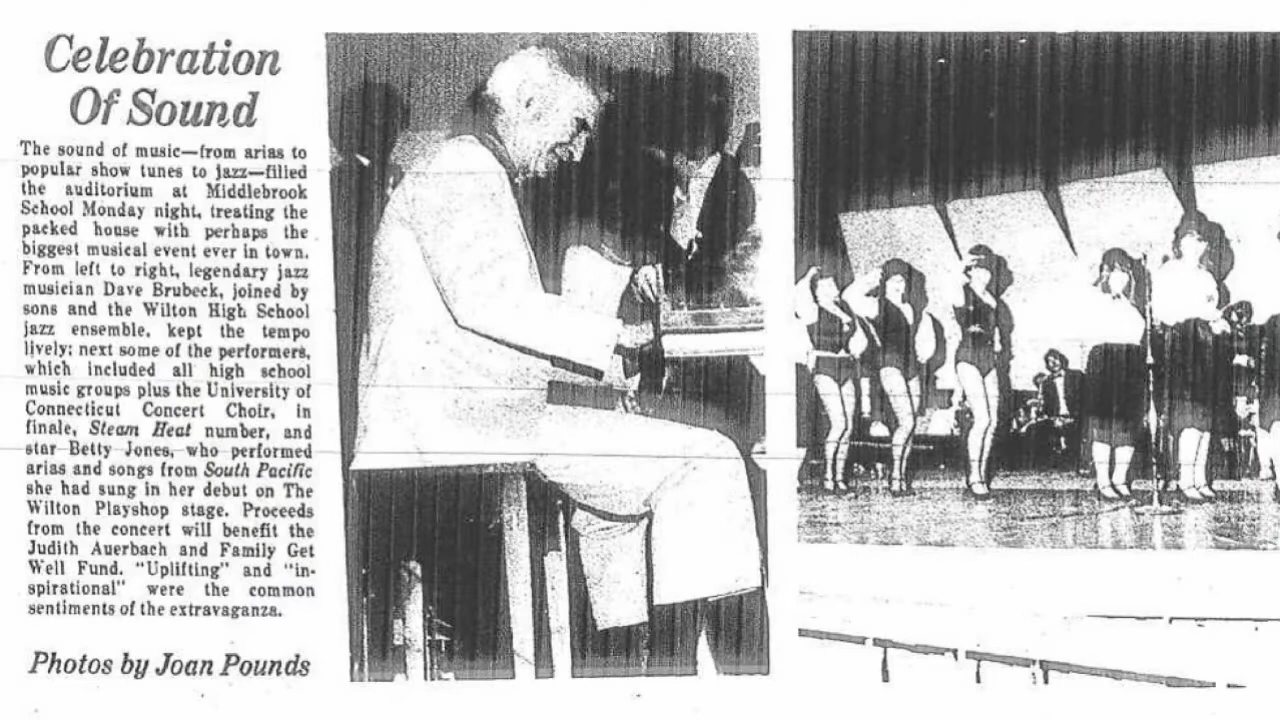 Celebration
Of Sound
The sound of music—from arias to
popular show tunes to jazz—filled
the auditorium at Middlebrook
School Monday night, treating the
packed house with perhaps the
biggest musical event ever in town.
From left to right, legendary jazz
musician Dave Brubeck, joined by
sons and the Wilton High School
jazz ensemble, kept the tempo
lively; next some of the performers,
which included all high school
music groups plus the University of
Connecticut Concert Choir, in
finale, Steam Heat number, and
star Betty Jones, who performed
arias and songs from South Pacific
she had sung in her debut on The
Wilton Playshop stage. Proceeds
from the concert will benefit the
Judith Auerbach and Family Get
Well Fund. "Uplifting" and "in-
spirational" were the common
sentiments of the extravaganza.
Photos by Joan Pounds